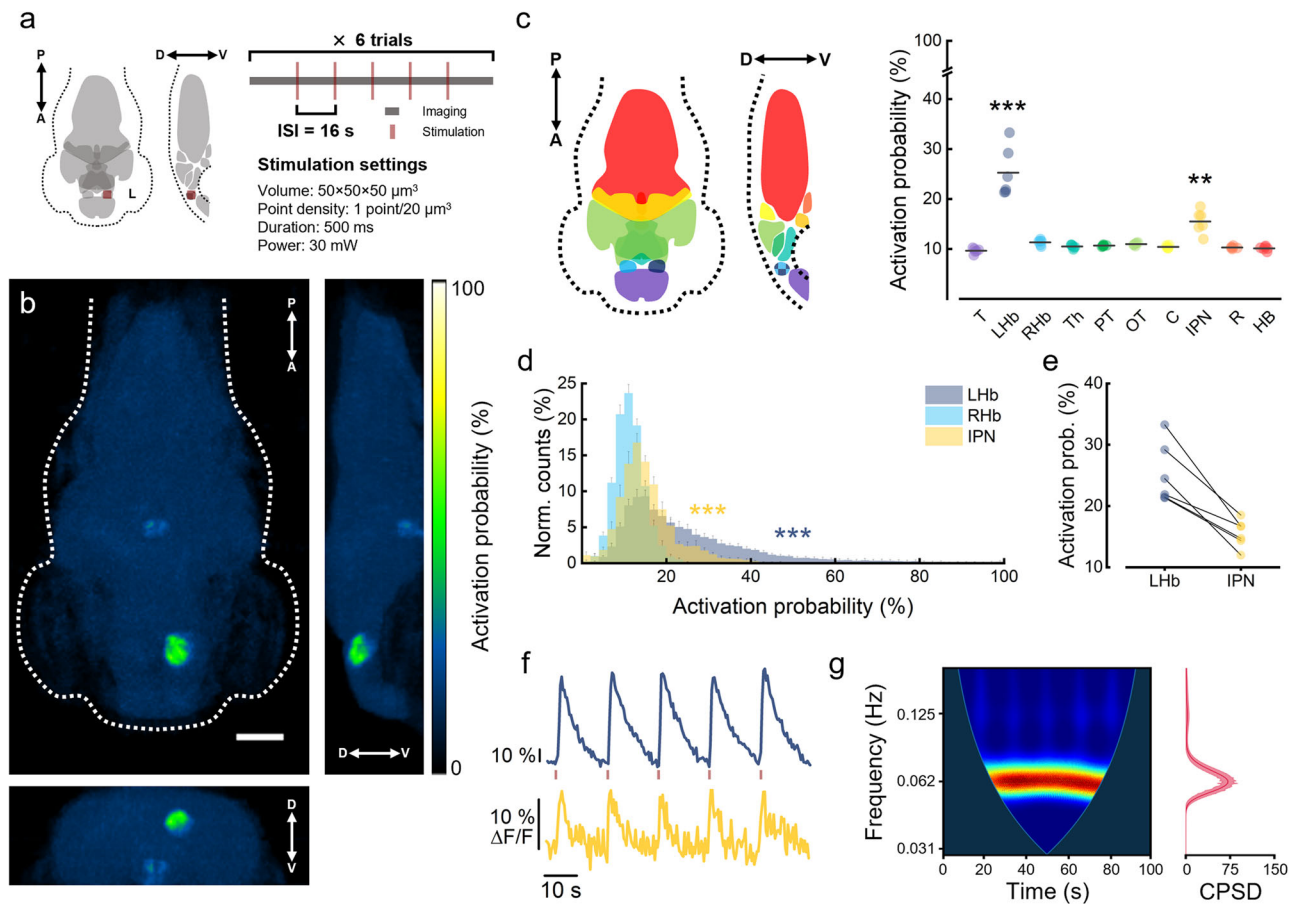 a
P
A
D
V
L
× 6 trials
ISI = 16 s
Imaging
Stimulation
Stimulation settings
Volume: 50×50×50 µm³
Point density: 1 point/20 µm³
Duration: 500 ms
Power: 30 mW
b
P
A
D
V
D
V
100
0
Activation probability (%)
c
P
A
D
V
Activation probability (%)
100
40
30
20
10
***
**
T
LHb
RHb
Th
PT
OT
C
IPN
R
HB
d
Norm. counts (%)
25
20
15
10
5
0
***
***
LHb
RHb
IPN
20
40
60
80
100
Activation probability (%)
e
Activation prob. (%)
40
30
20
10
LHb
IPN
f
10 %
10 %
ΔF/F
10 s
g
Frequency (Hz)
0.125
0.062
0.031
0
20
40
60
80
100
Time (s)
0
75
150
CPSD